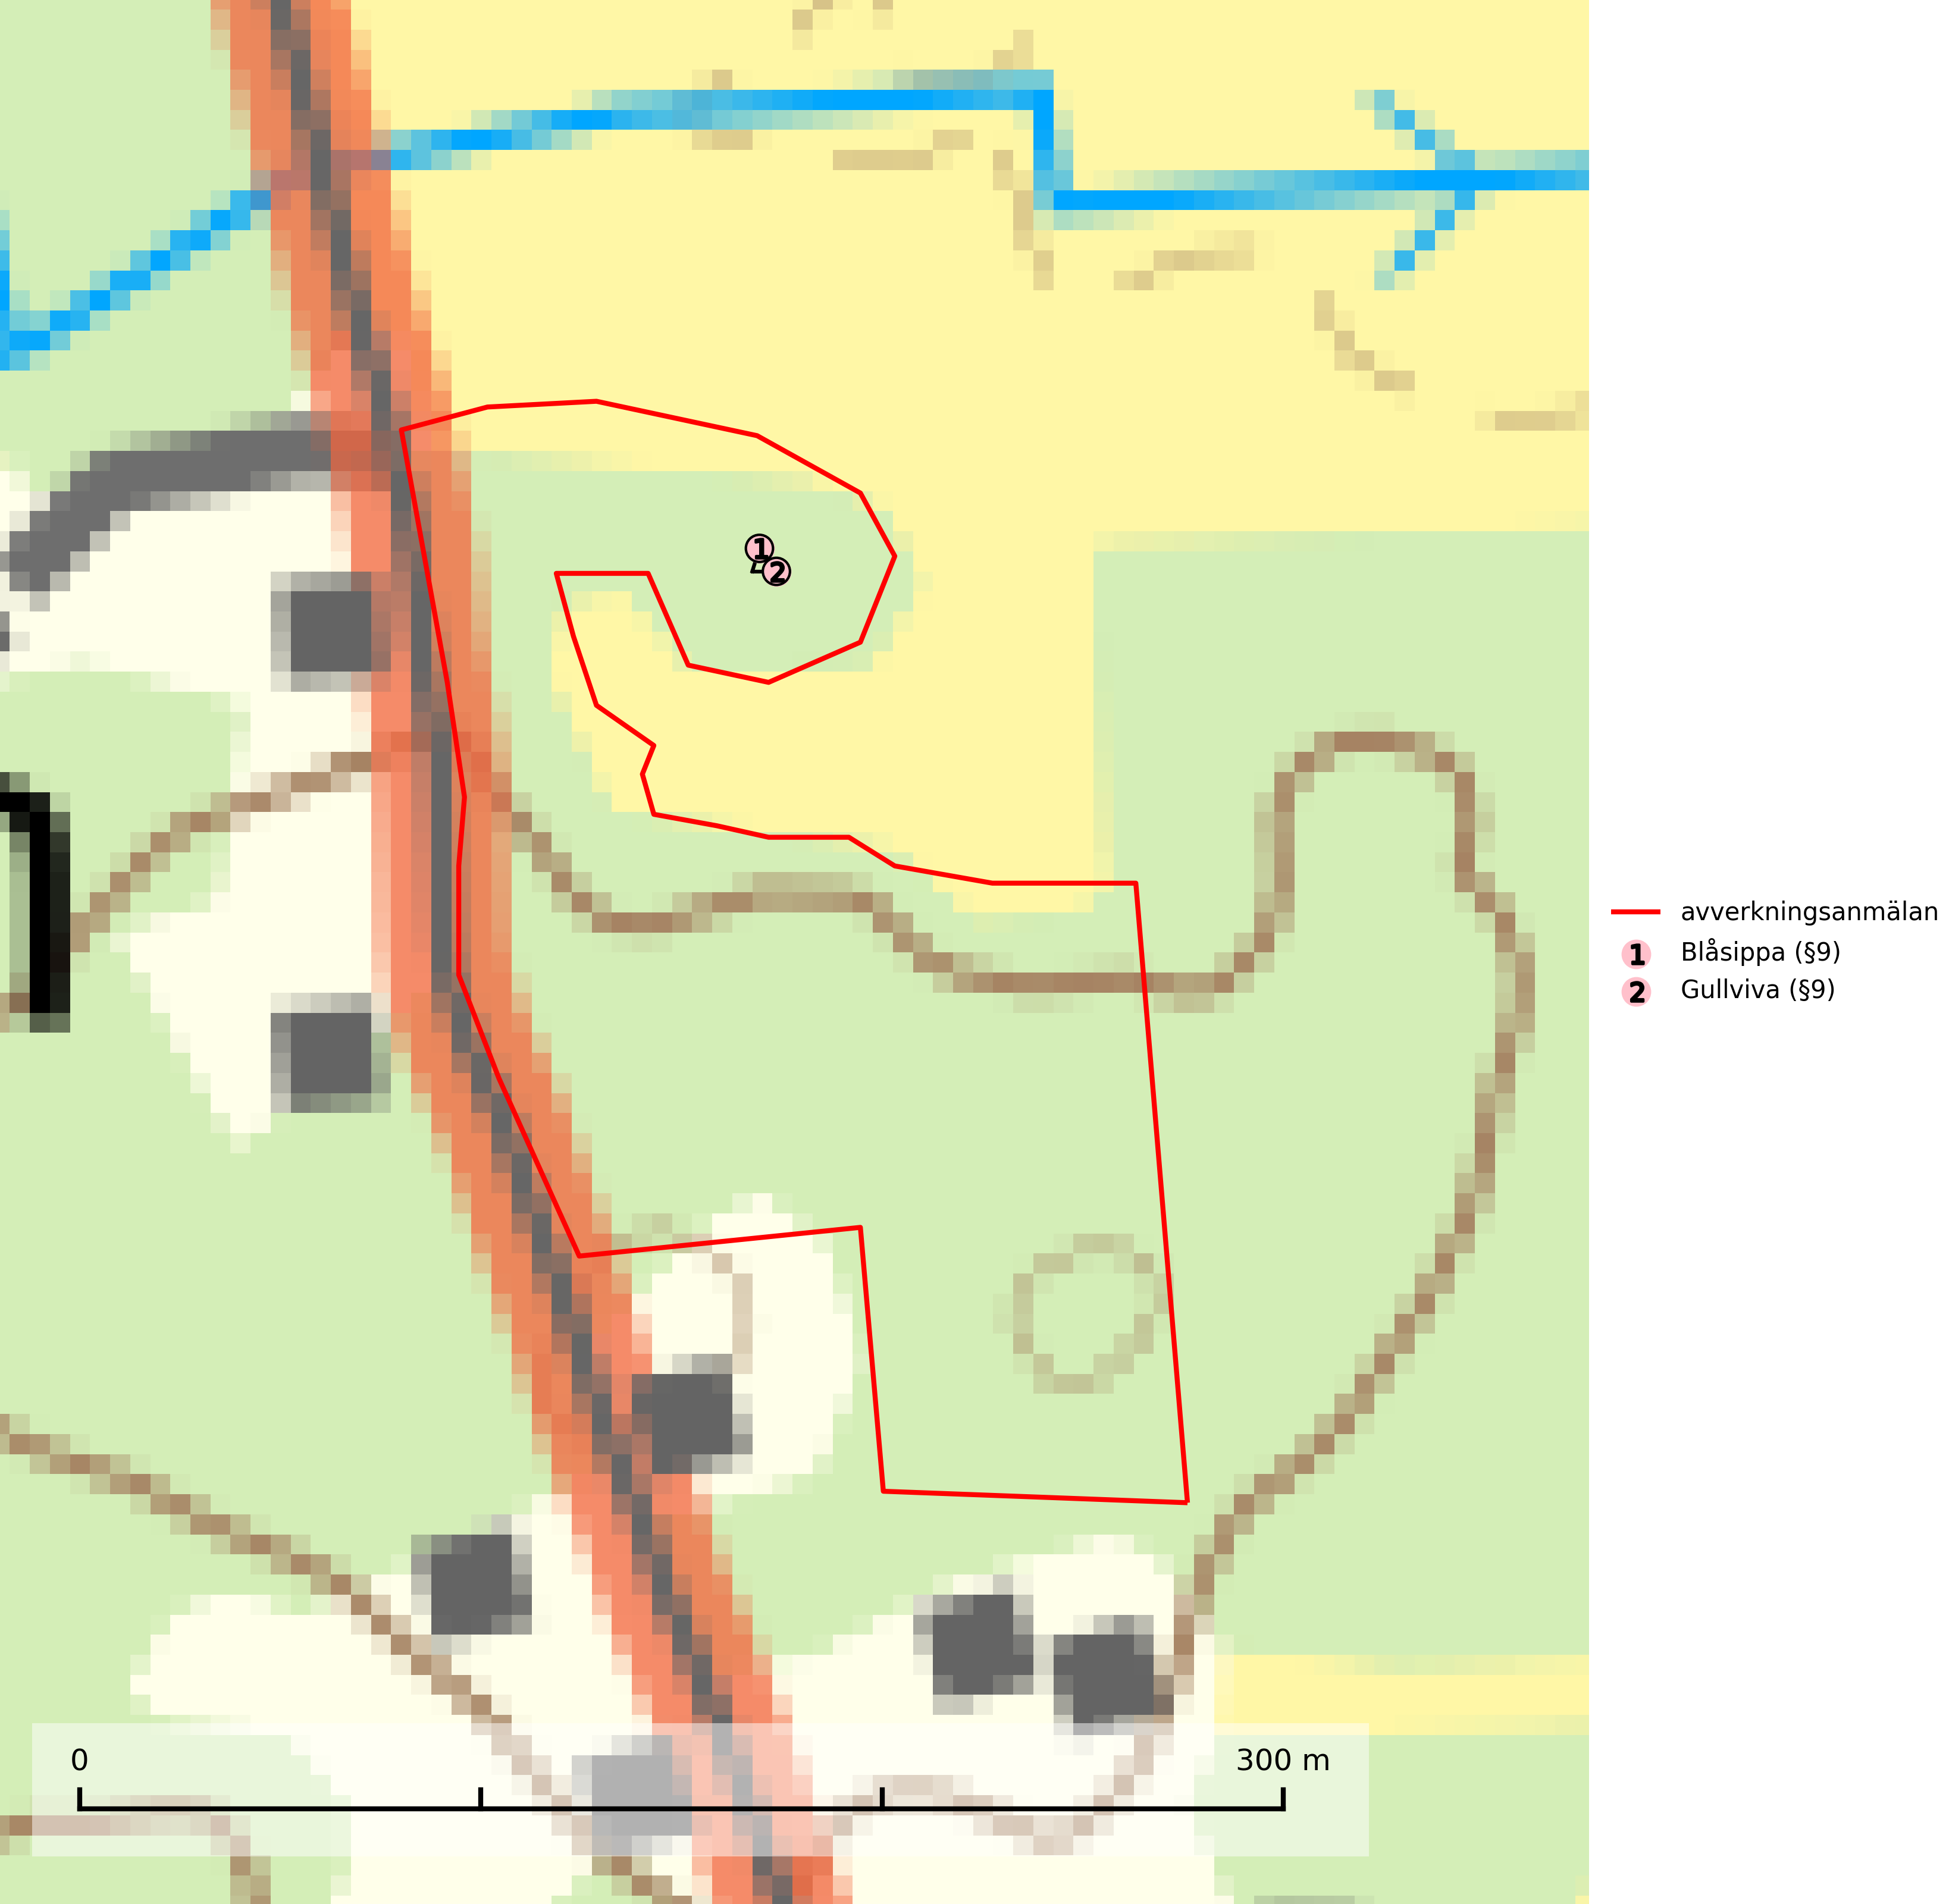 1
2
avverkningsanmälan
1 Blåsippa (§9)
2 Gullviva (§9)
0 300 m